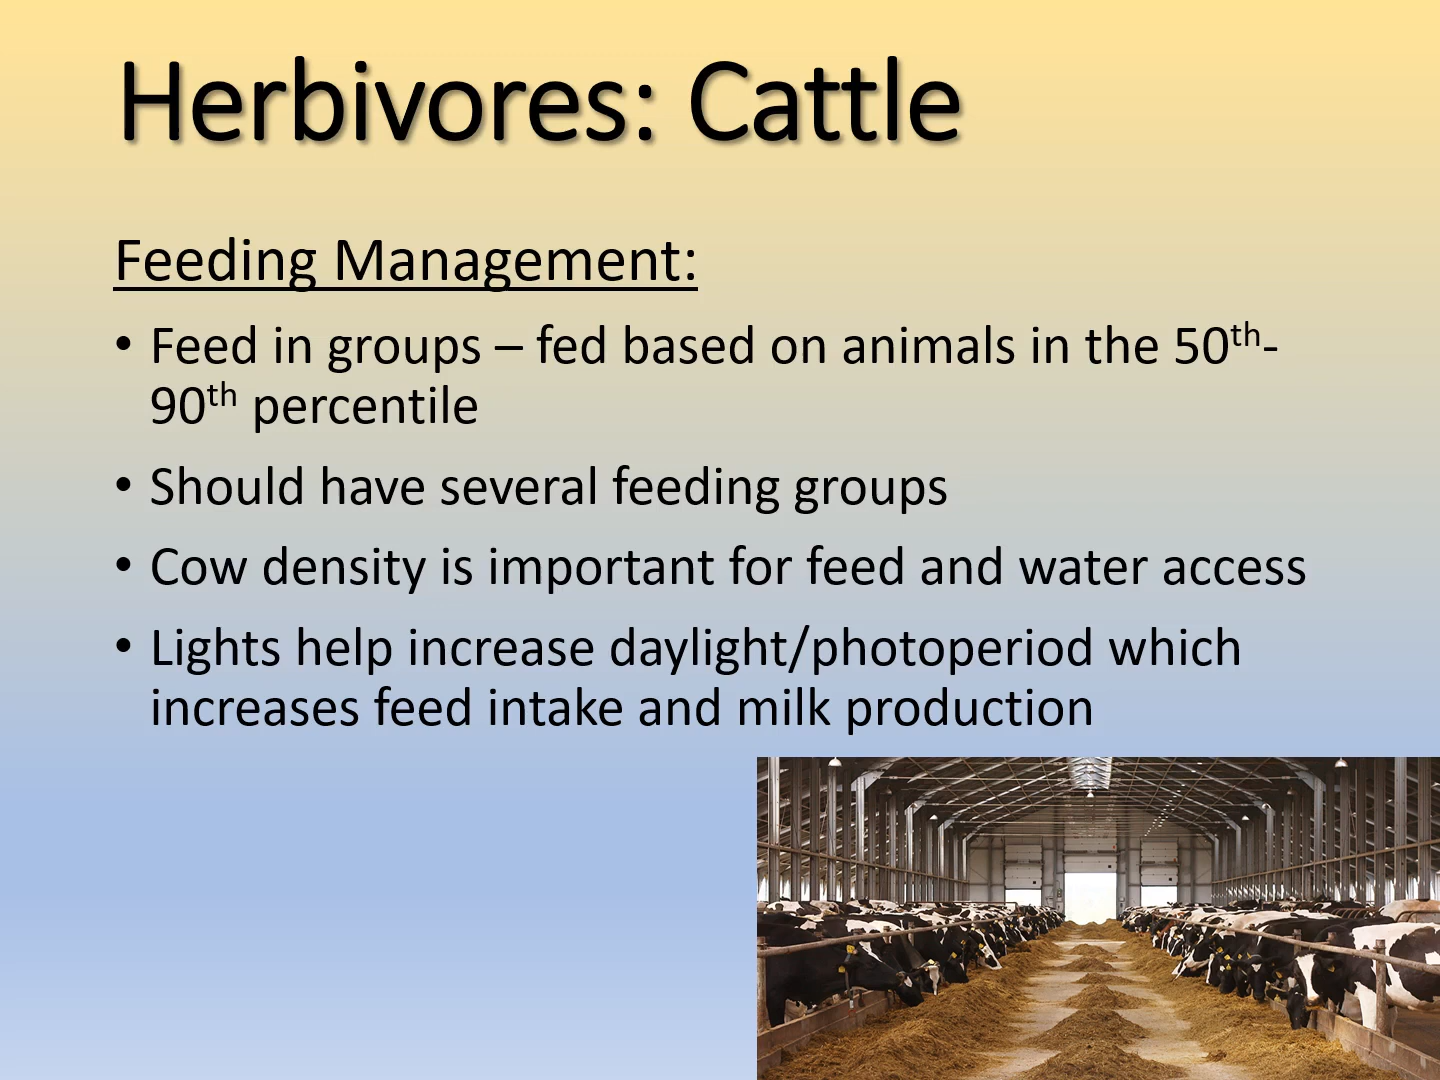 Herbivores: Cattle
Feeding Management:
• Feed in groups – fed based on animals in the 50th-
90th percentile
• Should have several feeding groups
• Cow density is important for feed and water access
• Lights help increase daylight/photoperiod which
increases feed intake and milk production